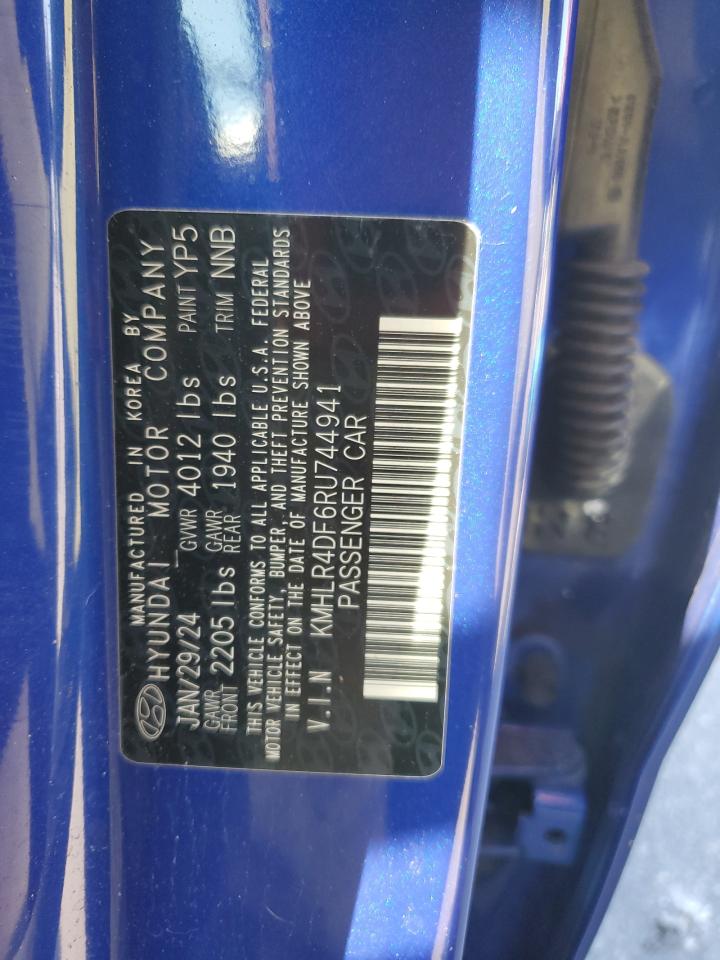 MANUFACTURED IN KOREA BY
HYUNDAI MOTOR COMPANY
JAN/29/24 GVWR 4012 lbs PAINT YP5
GAWR FRONT 2205 lbs GAWR REAR 1940 lbs TRIM NNB
THIS VEHICLE CONFORMS TO ALL APPLICABLE U.S.A. FEDERAL
MOTOR VEHICLE SAFETY, BUMPER, AND THEFT PREVENTION STANDARDS
IN EFFECT ON THE DATE OF MANUFACTURE SHOWN ABOVE
V.I.N KMHLR4DF6RU744941
PASSENGER CAR